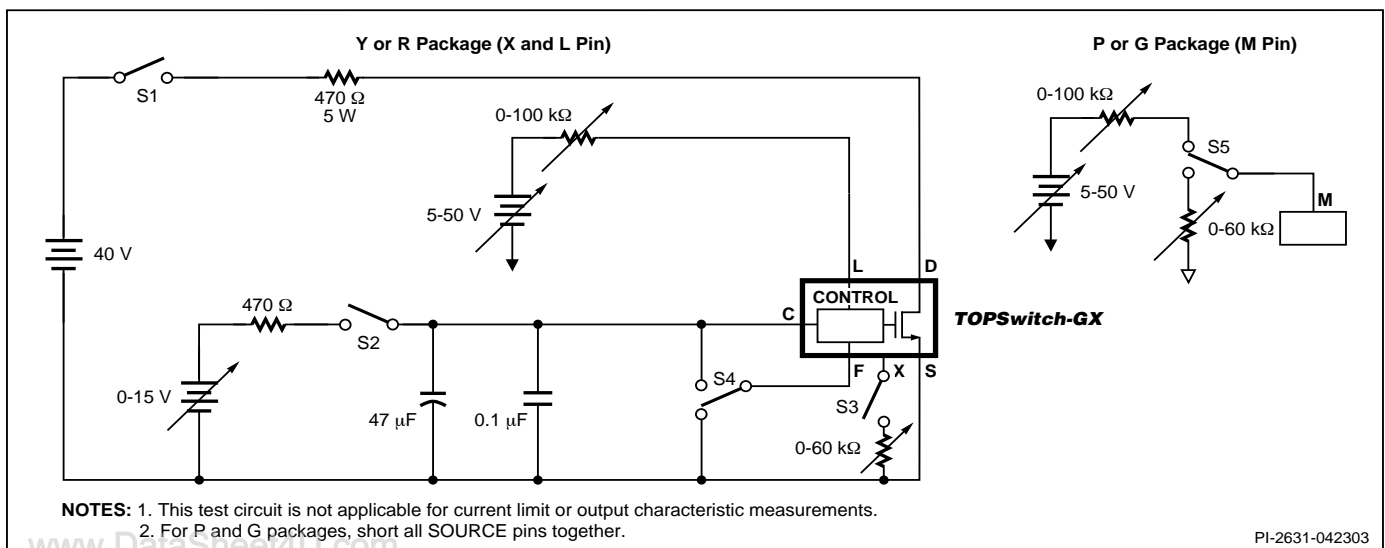 Y or R Package (X and L Pin)
P or G Package (M Pin)
S1
470 Ω
5 W
0-100 kΩ
5-50 V
40 V
0-100 kΩ
S5
5-50 V
M
0-60 kΩ
L
D
CONTROL
C
TOPSwitch-GX
470 Ω
S2
F
X
S
S4
S3
0-15 V
47 µF
0.1 µF
0-60 kΩ
NOTES: 1. This test circuit is not applicable for current limit or output characteristic measurements.
2. For P and G packages, short all SOURCE pins together.
www.DataSheet4U.com
PI-2631-042303